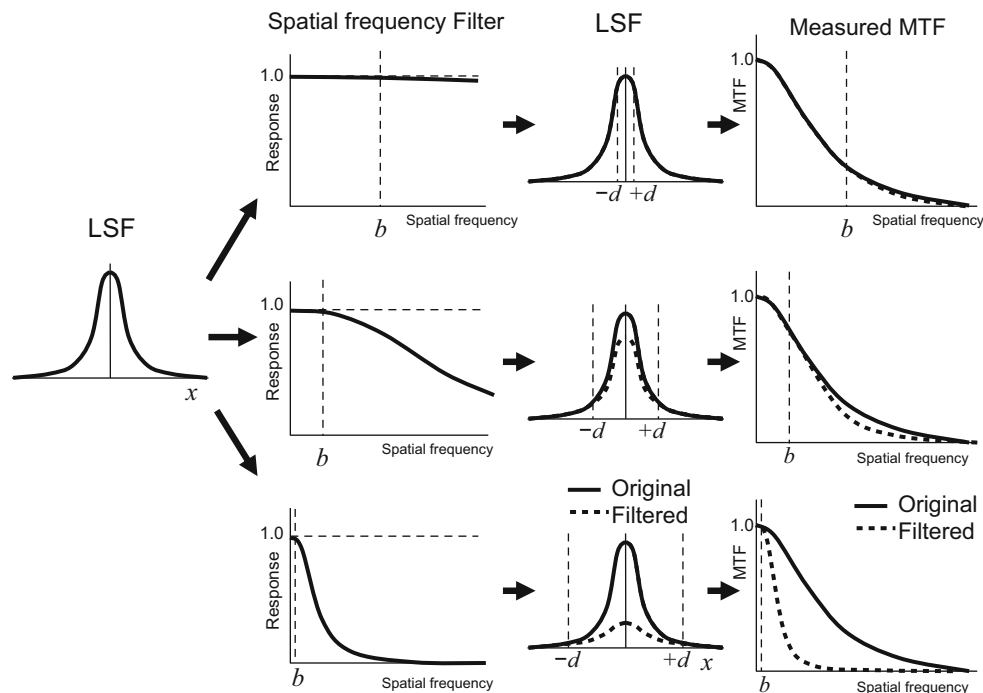 Spatial frequency Filter
LSF
Measured MTF
1.0
Response
b
Spatial frequency
−d
+d
1.0
MTF
b
Spatial frequency
LSF
x
1.0
Response
b
Spatial frequency
−d
+d
1.0
MTF
b
Spatial frequency
1.0
Response
b
Spatial frequency
Original
Filtered
−d
+d
x
Original
Filtered
1.0
MTF
b
Spatial frequency